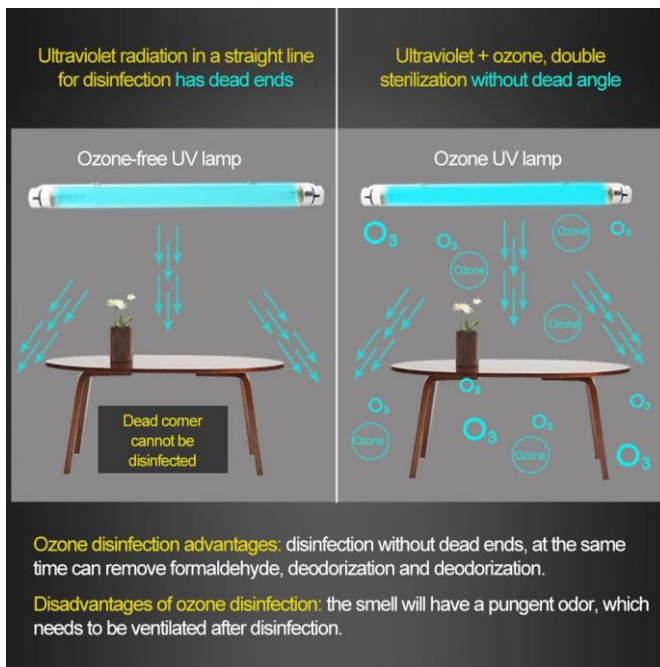 Ultraviolet radiation in a straight line
for disinfection has dead ends
Ultraviolet + ozone, double
sterilization without dead angle
Ozone-free UV lamp
Dead corner
cannot be
disinfected
Ozone UV lamp
O3
O3
Ozone
O3
Ozone
Ozone
O3
O3
O3
O3
O3
Ozone
Ozone
O3
Ozone disinfection advantages: disinfection without dead ends, at the same
time can remove formaldehyde, deodorization and deodorization.
Disadvantages of ozone disinfection: the smell will have a pungent odor, which
needs to be ventilated after disinfection.